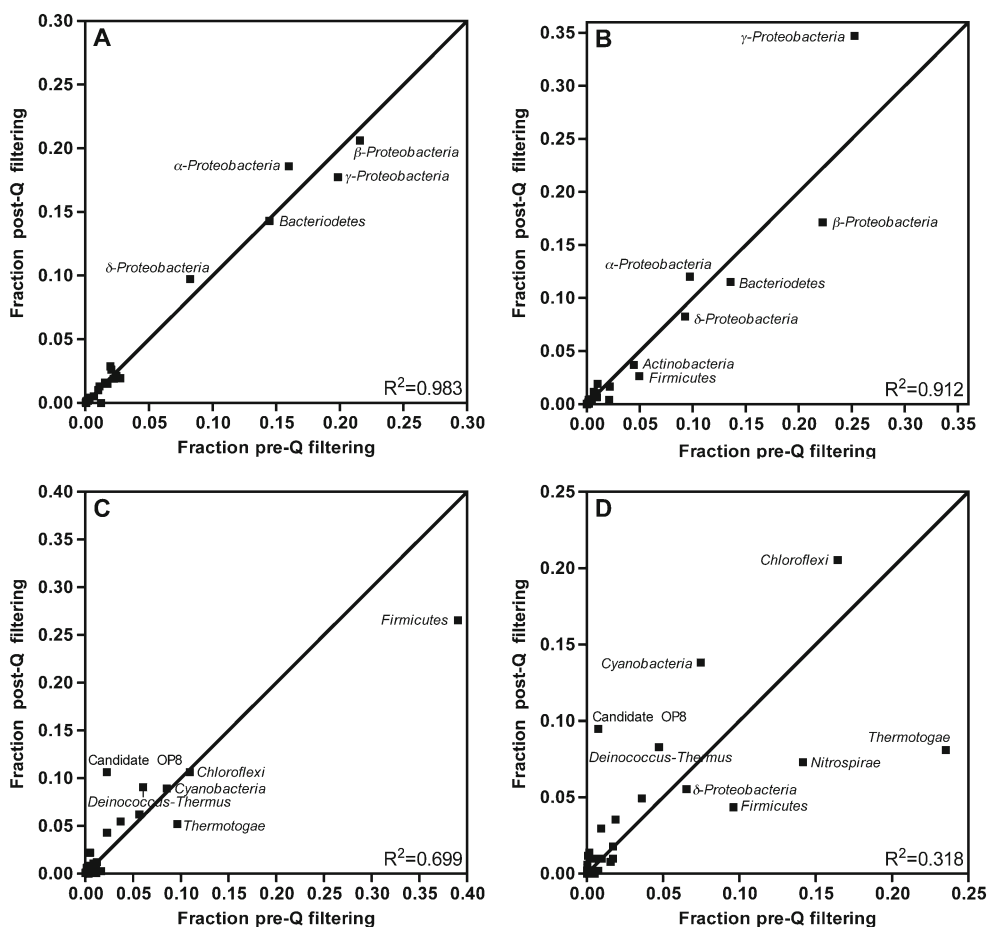 A
0.30
0.25
0.20
0.15
0.10
0.05
0.00
Fraction post-Q filtering
α-Proteobacteria
β-Proteobacteria
γ-Proteobacteria
Bacteriodetes
δ-Proteobacteria
R²=0.983
0.00 0.05 0.10 0.15 0.20 0.25 0.30
Fraction pre-Q filtering
B
0.35
0.30
0.25
0.20
0.15
0.10
0.05
0.00
Fraction post-Q filtering
γ-Proteobacteria
β-Proteobacteria
α-Proteobacteria
Bacteriodetes
δ-Proteobacteria
Actinobacteria
Firmicutes
R²=0.912
0.00 0.05 0.10 0.15 0.20 0.25 0.30 0.35
Fraction pre-Q filtering
C
0.40
0.35
0.30
0.25
0.20
0.15
0.10
0.05
0.00
Fraction post-Q filtering
Firmicutes
Candidate OP8
Chloroflexi
Cyanobacteria
Deinococcus-Thermus
Thermotogae
R²=0.699
0.00 0.05 0.10 0.15 0.20 0.25 0.30 0.35 0.40
Fraction pre-Q filtering
D
0.25
0.20
0.15
0.10
0.05
0.00
Fraction post-Q filtering
Chloroflexi
Cyanobacteria
Candidate OP8
Thermotogae
Deinococcus-Thermus
Nitrospirae
δ-Proteobacteria
Firmicutes
R²=0.318
0.00 0.05 0.10 0.15 0.20 0.25
Fraction pre-Q filtering